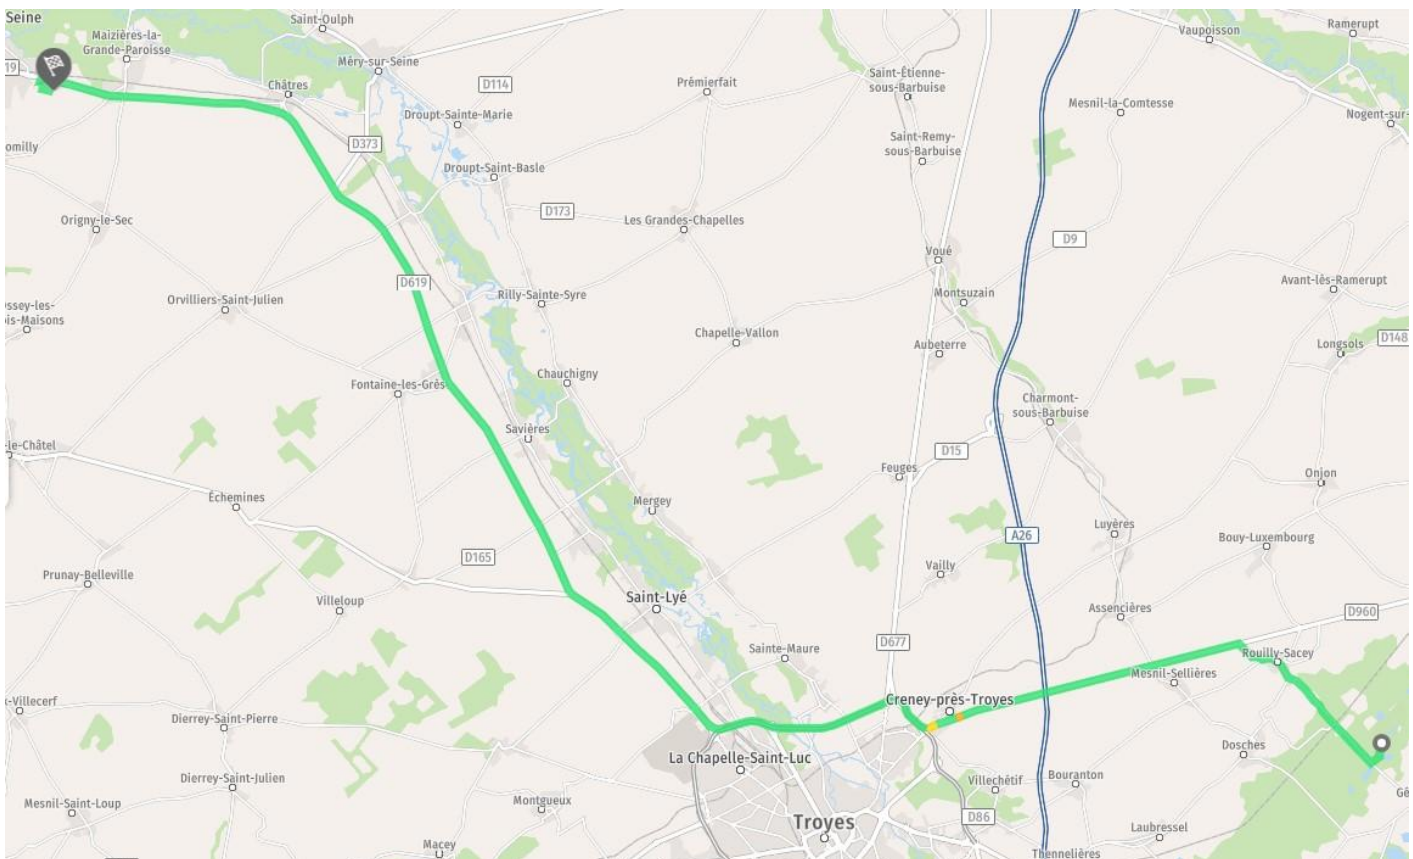 Seine
Saint-Oulph
Maizières-la-
Grande-Paroisse
Méry-sur-Seine
19
Châtres
D114
Prémierfait
Saint-Étienne-
sous-Barbuise
Vaupoisson
Ramerupt
Mesnil-la-Comtesse
Nogent-sur-
Droupt-Sainte-Marie
Saint-Remy-
sous-Barbuise
omilly
D373
Droupt-Saint-Basle
Origny-le-Sec
D173
Les Grandes-Chapelles
D9
Voué
D619
Avant-lès-Ramerupt
Orvilliers-Saint-Julien
Rilly-Sainte-Syre
Montsuzain
ossey-les-
ois-Maisons
Chapelle-Vallon
Aubeterre
Longsols
D148
Chauchigny
Fontaine-les-Grès
Charmont-
sous-Barbuise
Savières
-le-Châtel
D15
Feuges
Onjon
Échemines
Mergey
Luyères
A26
Bouy-Luxembourg
D165
Prunay-Belleville
Vailly
Villeloup
Saint-Lyé
Assencières
D960
D677
Sainte-Maure
Rouilly-Sacey
Mesnil-Sellières
-Villecerf
Creney-près-Troyes
Dierrey-Saint-Pierre
Dosches
La Chapelle-Saint-Luc
Dierrey-Saint-Julien
Villechétif
Bouranton
Gé
Mesnil-Saint-Loup
Montgueux
Troyes
D86
Laubressel
Macey
Thennelières